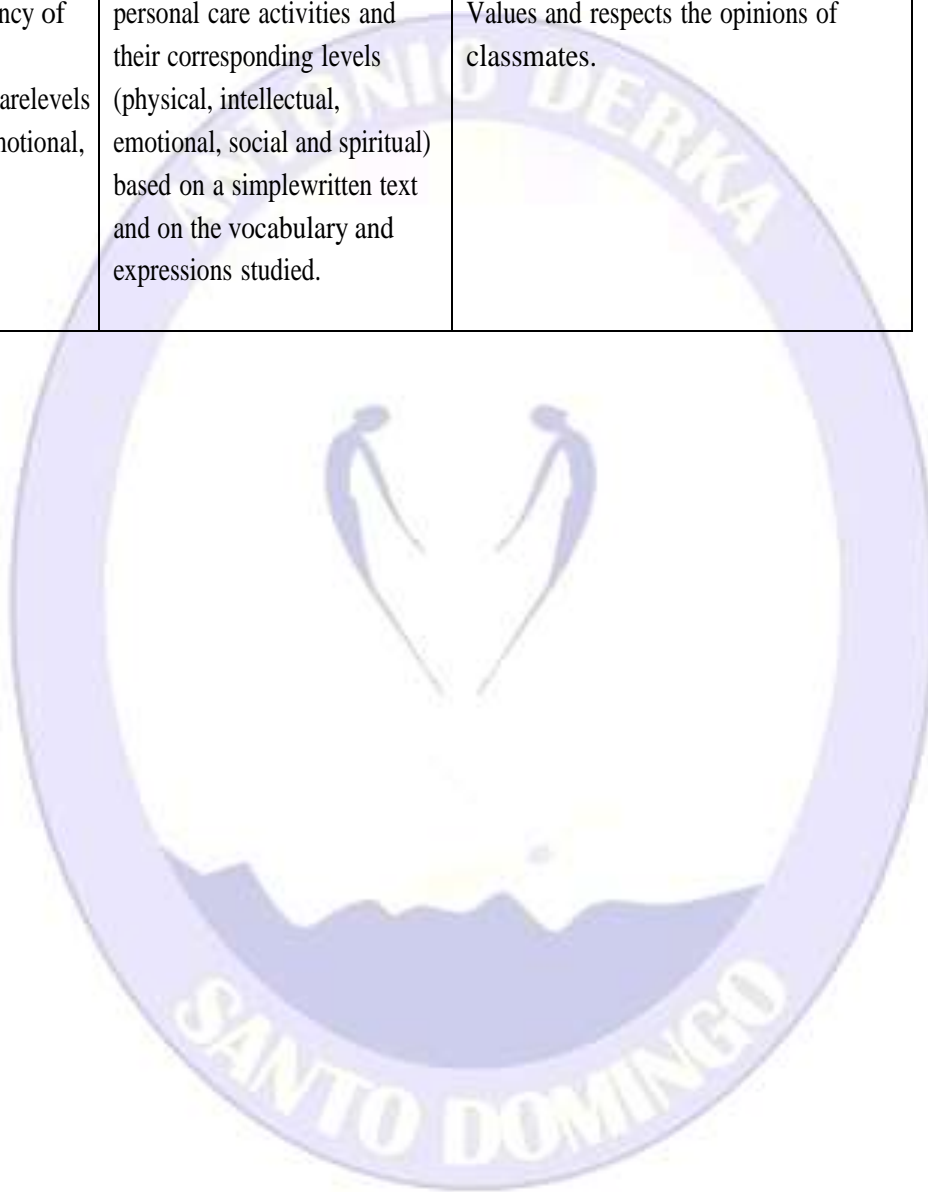 ncy of
arelevels
notional,
personal care activities and
their corresponding levels
(physical, intellectual,
emotional, social and spiritual)
based on a simplewritten text
and on the vocabulary and
expressions studied.
Values and respects the opinions of
classmates.
ANTONIO DERKA
SANTO DOMINGO